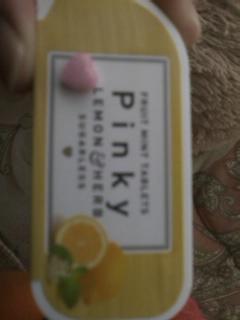 FRUIT MINT TABLETS
Pinky
LEMON & HERB
SUGARLESS